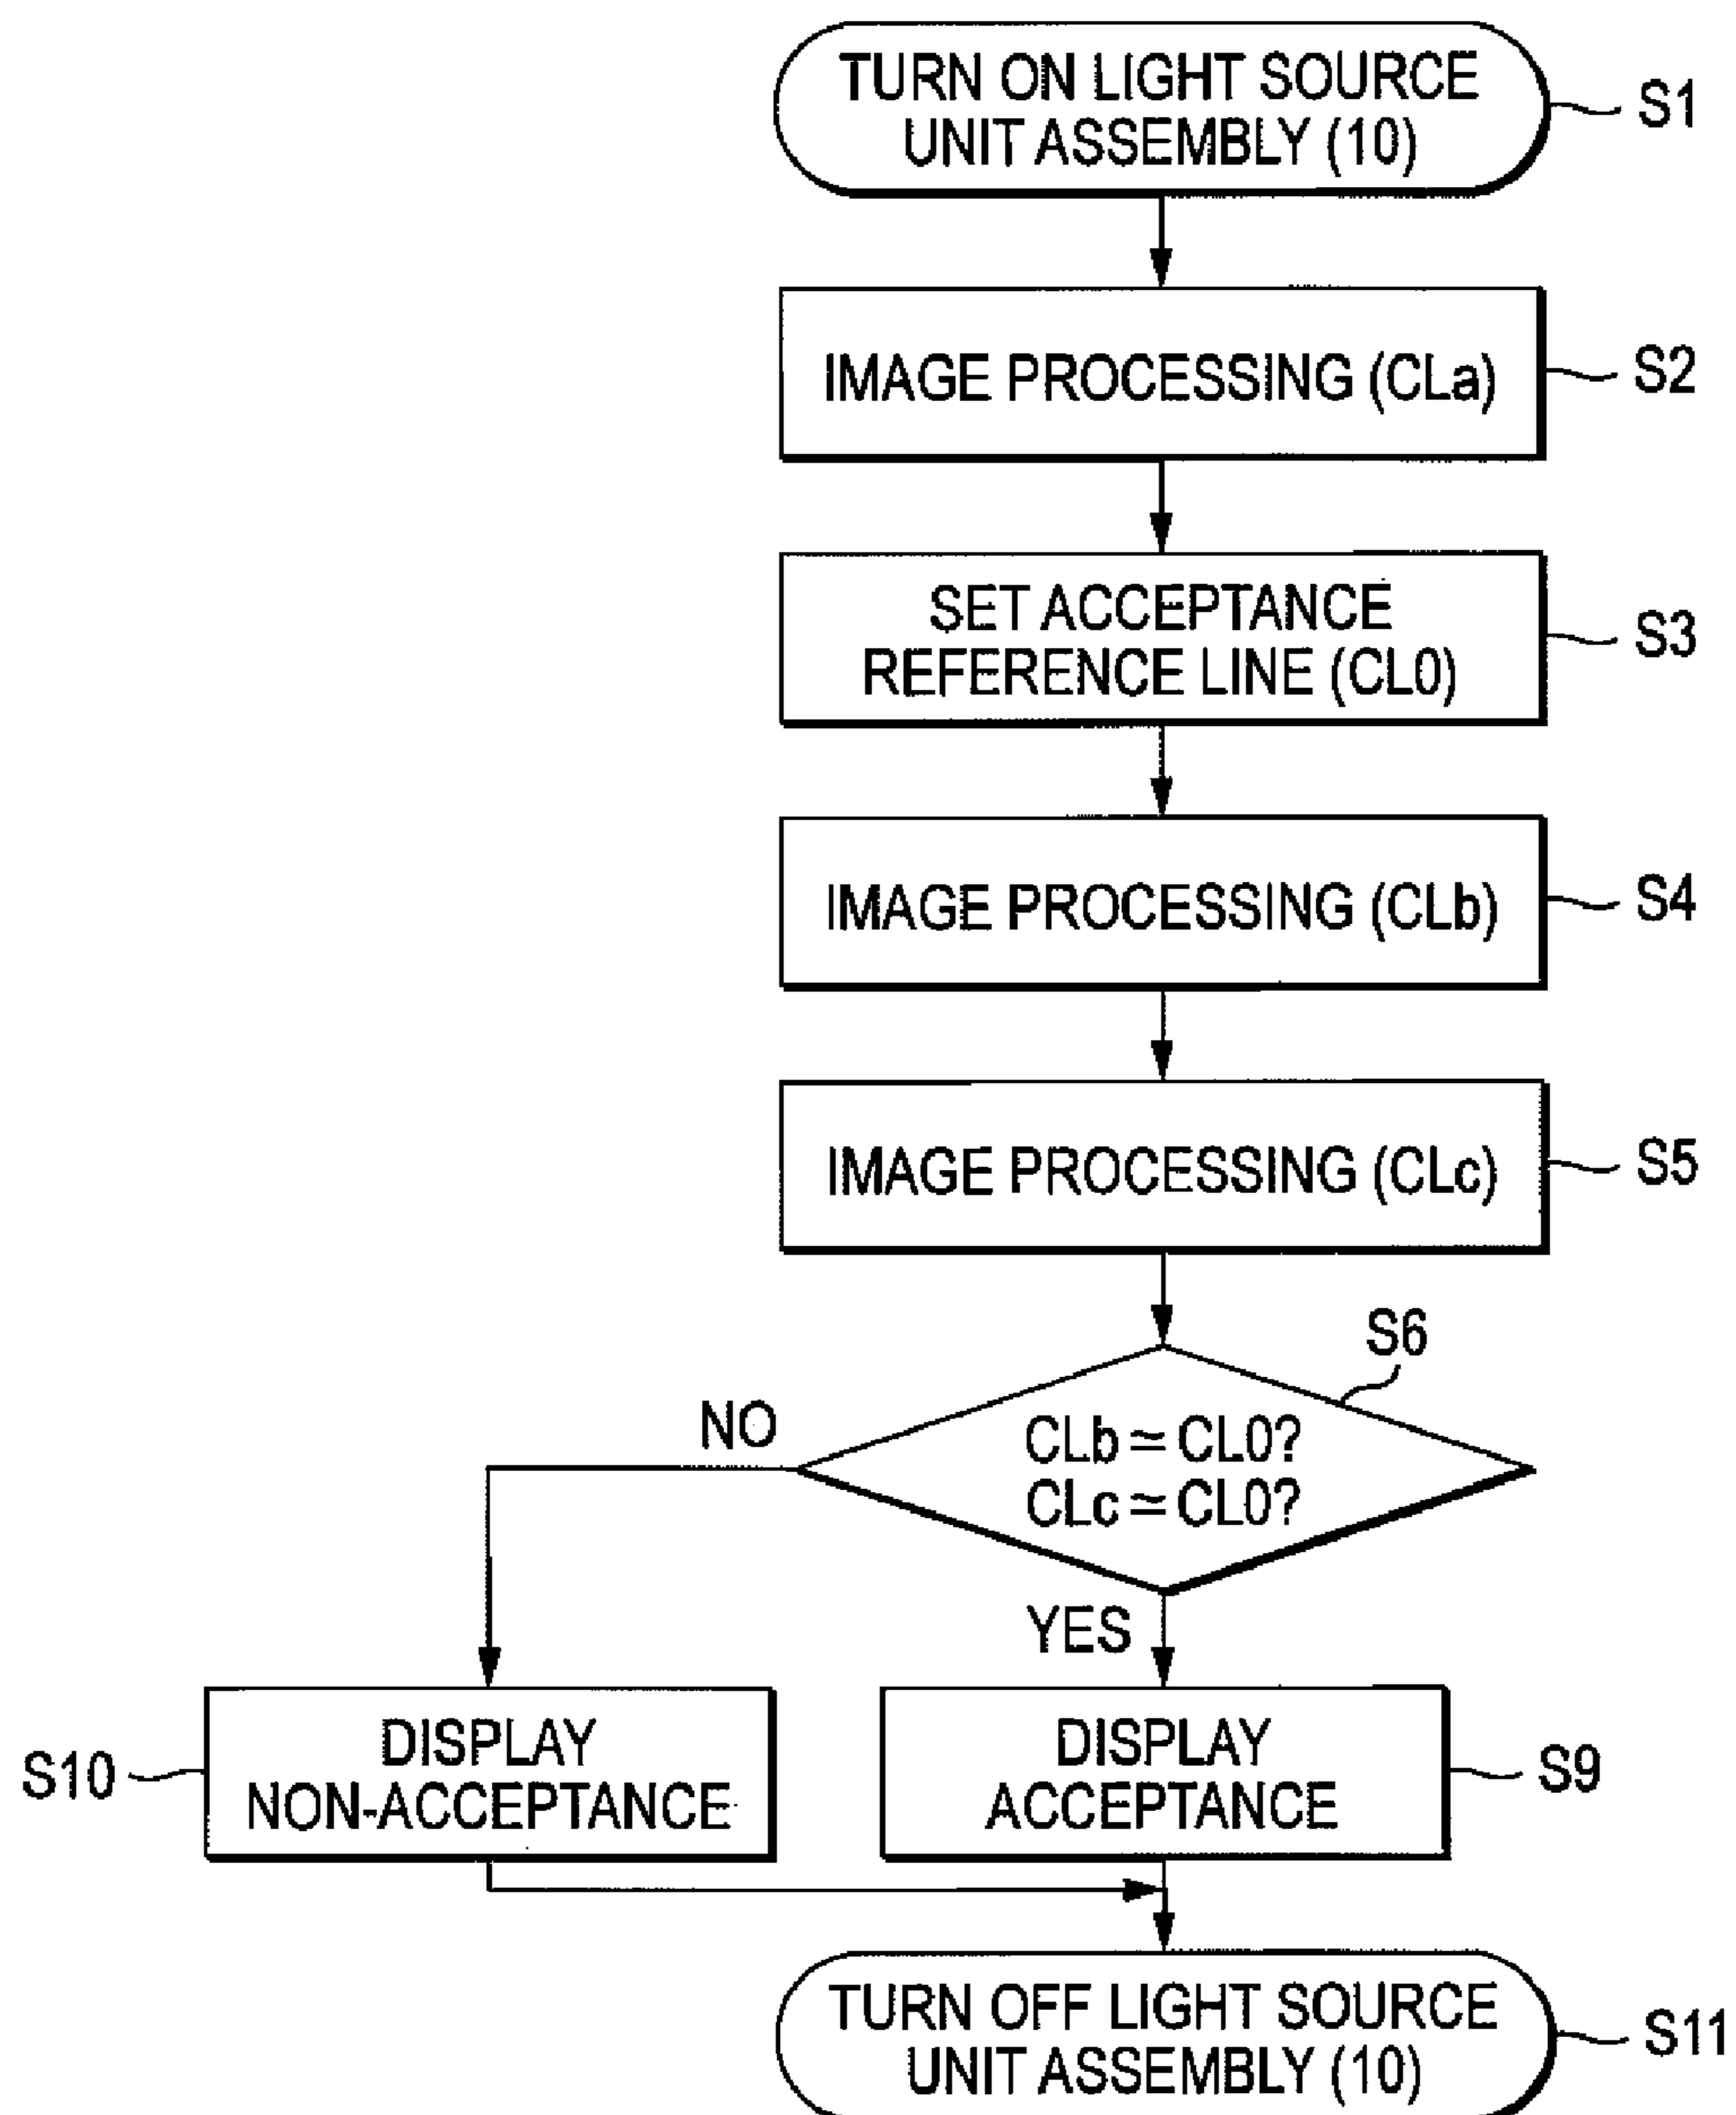 TURN ON LIGHT SOURCE
UNIT ASSEMBLY (10)
S1
IMAGE PROCESSING (CLa)
S2
SET ACCEPTANCE
REFERENCE LINE (CL0)
S3
IMAGE PROCESSING (CLb)
S4
IMAGE PROCESSING (CLc)
S5
S6
NO
CLb ≃ CL0?
CLc ≃ CL0?
YES
S10
DISPLAY
NON-ACCEPTANCE
DISPLAY
ACCEPTANCE
S9
TURN OFF LIGHT SOURCE
UNIT ASSEMBLY (10)
S11